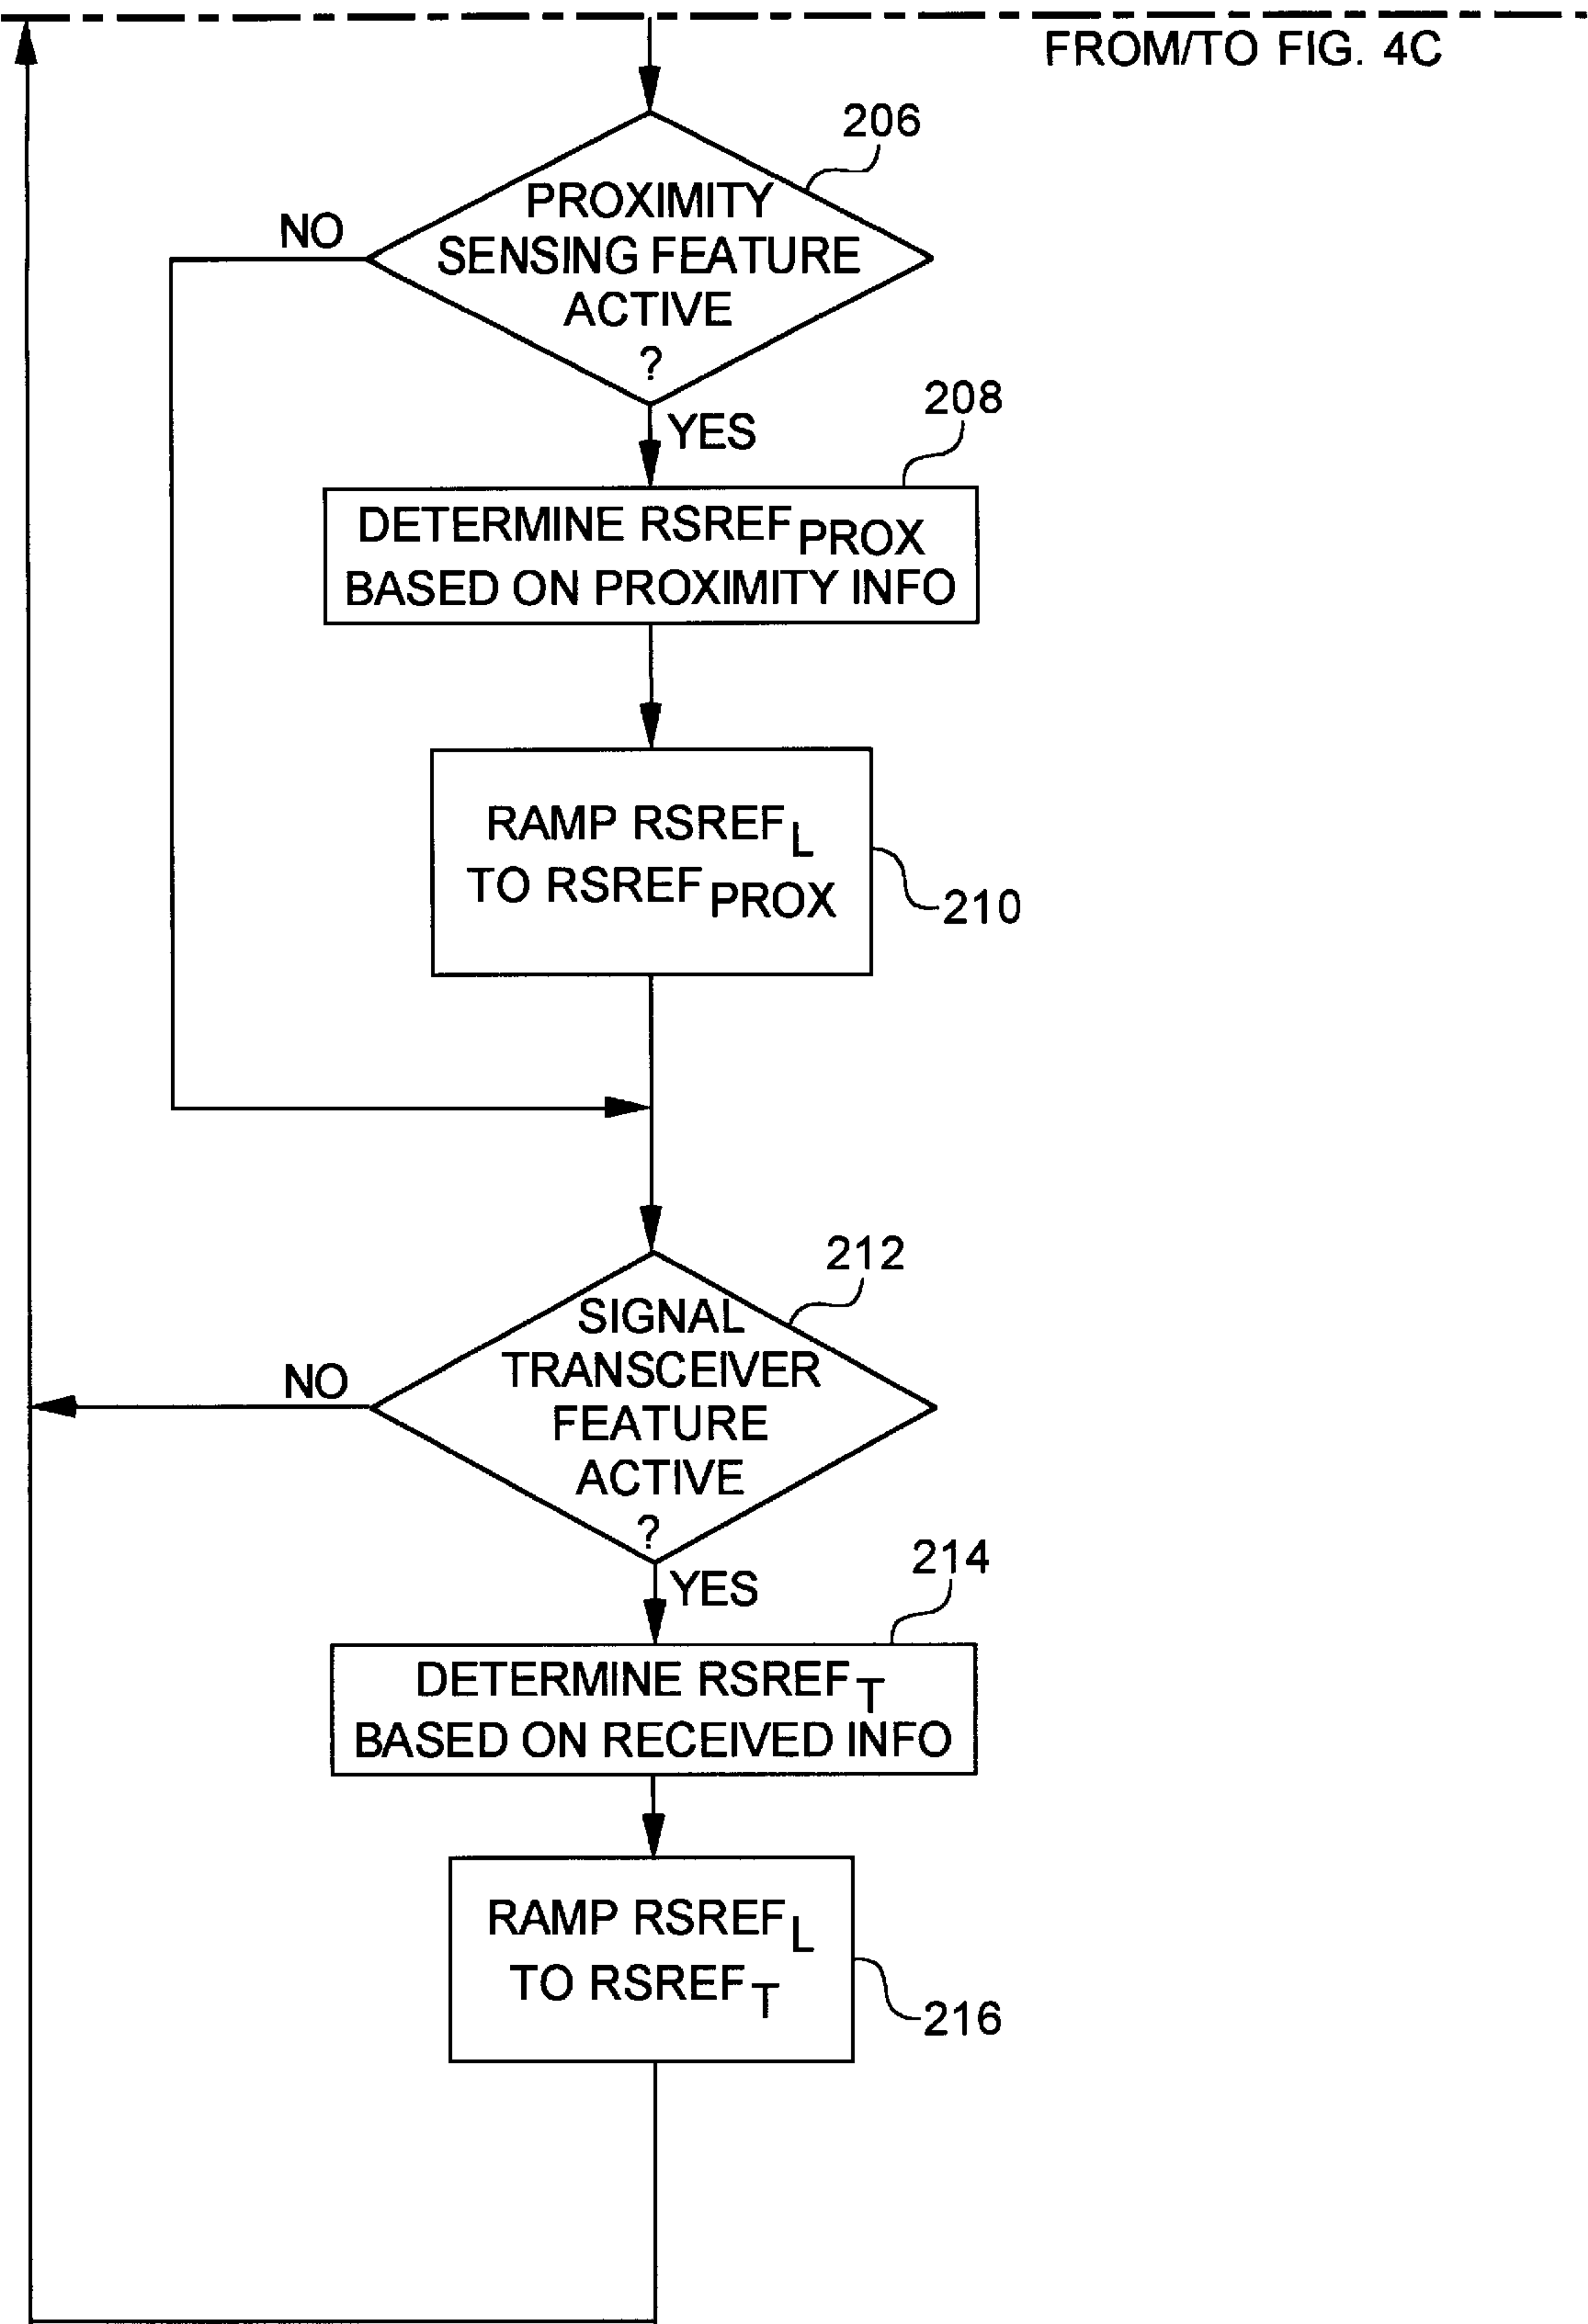 FROM/TO FIG. 4C
206
PROXIMITY
SENSING FEATURE
ACTIVE
?
NO
YES
208
DETERMINE RSREF PROX
BASED ON PROXIMITY INFO
RAMP RSREF L
TO RSREF PROX
210
212
SIGNAL
TRANSCEIVER
FEATURE
ACTIVE
?
NO
YES
214
DETERMINE RSREF T
BASED ON RECEIVED INFO
RAMP RSREF L
TO RSREF T
216